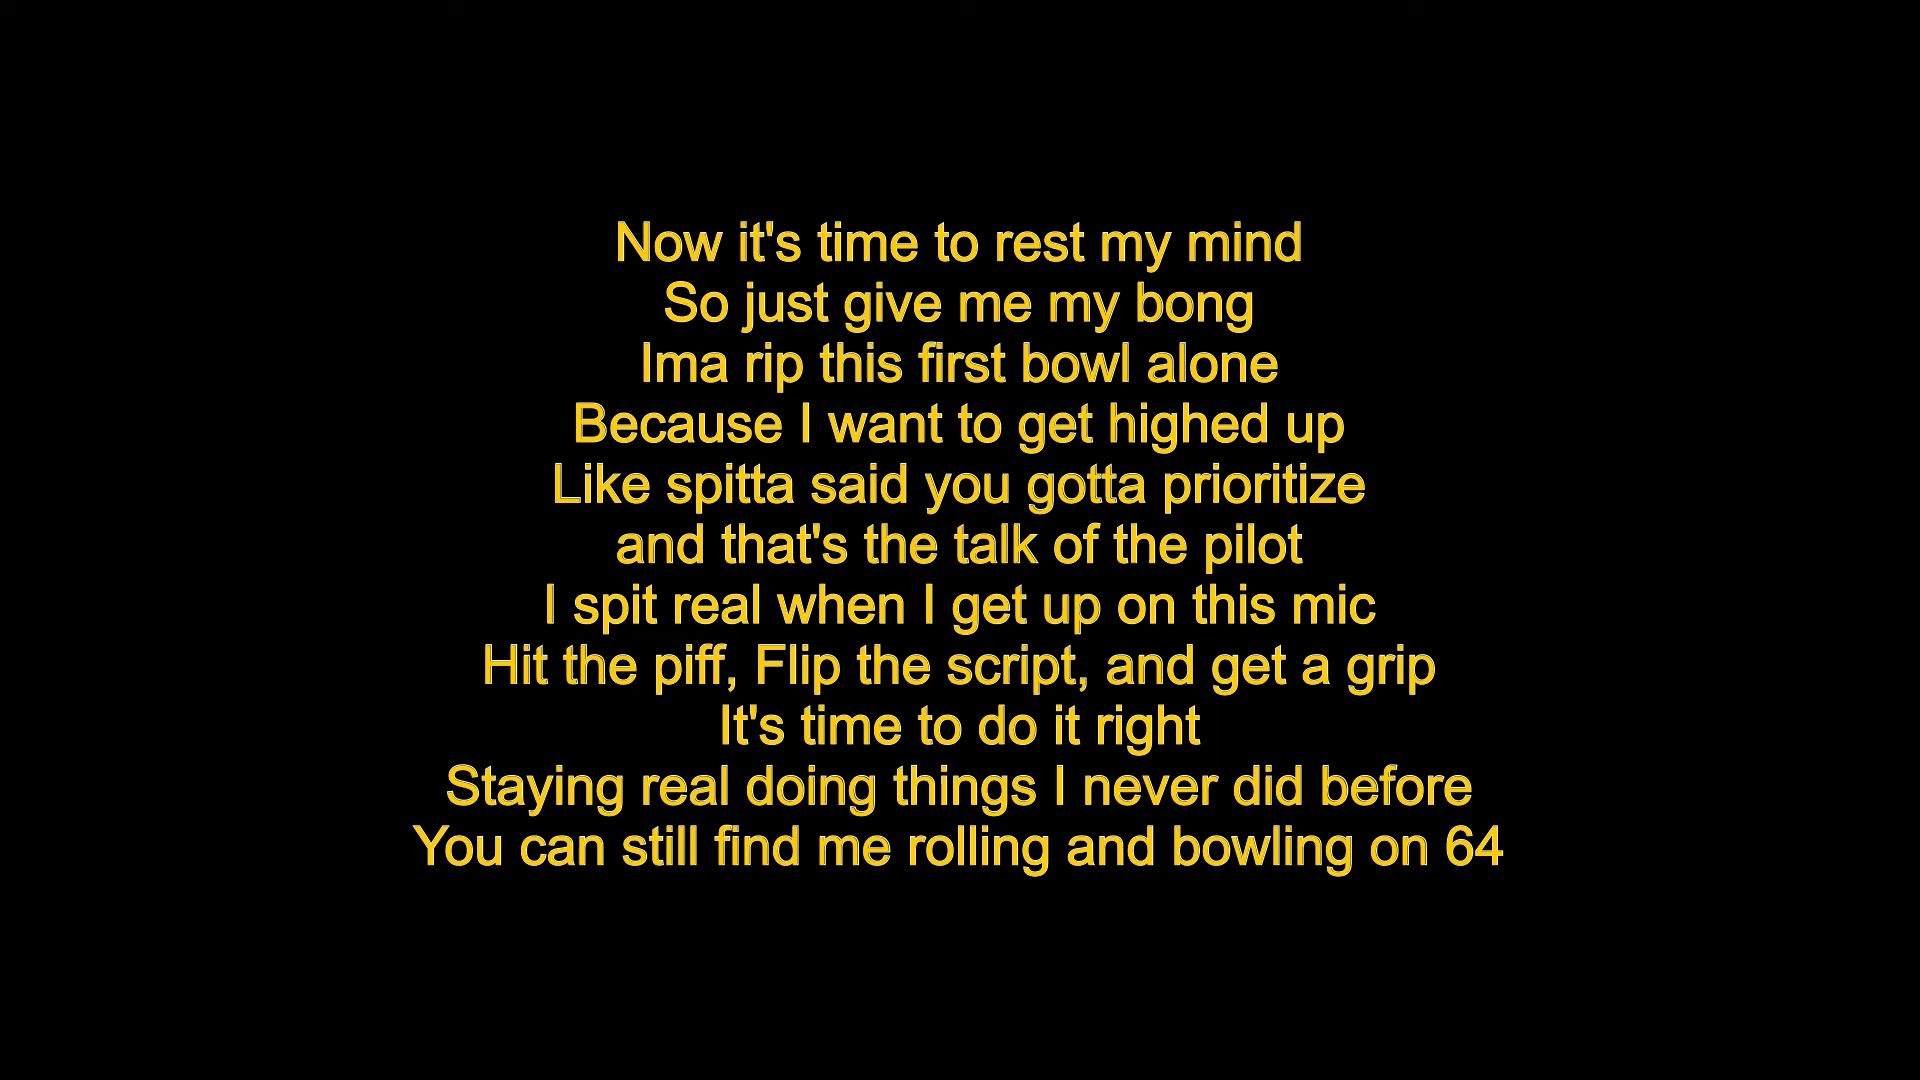 Now it's time to rest my mind
So just give me my bong
Ima rip this first bowl alone
Because I want to get highed up
Like spitta said you gotta prioritize
and that's the talk of the pilot
I spit real when I get up on this mic
Hit the piff, Flip the script, and get a grip
It's time to do it right
Staying real doing things I never did before
You can still find me rolling and bowling on 64